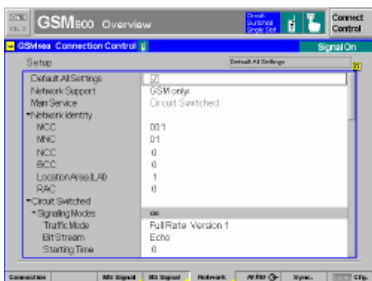 GSM900 Overview
Circuit Switched Single Slot
Connect Control
GSM900 Connection Control
Signal On
Setup
Default All Settings
Default All Settings
Network Support GSM only
Main Service Circuit Switched
Network Identity
MCC 001
MNC 01
NCC 0
BCC 0
Location Area (LAI) 1
RAC 0
Circuit Switched
Signaling Modes
Traffic Mode Full Rate Version 1
Bit Stream Echo
Starting Time 0
Connection
MS Signal
BS Signal
Network
AF/RF
Sync.